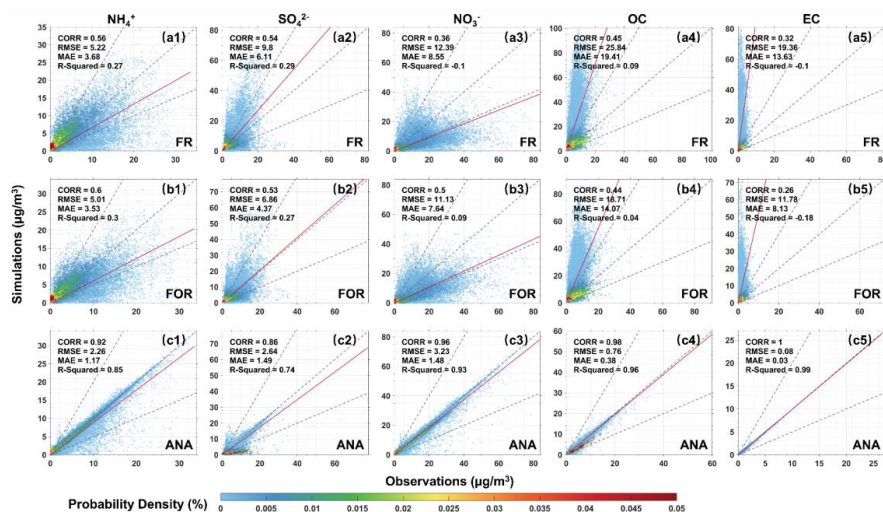 NH₄⁺ SO₄²⁻ NO₃⁻ OC EC
(a1)
CORR = 0.56
RMSE = 5.22
MAE = 3.68
R-Squared = 0.27
FR
(a2)
CORR = 0.54
RMSE = 9.8
MAE = 6.11
R-Squared = 0.29
FR
(a3)
CORR = 0.36
RMSE = 12.39
MAE = 8.55
R-Squared = -0.1
FR
(a4)
CORR = 0.45
RMSE = 25.84
MAE = 19.41
R-Squared = 0.09
FR
(a5)
CORR = 0.32
RMSE = 19.36
MAE = 13.63
R-Squared = -0.1
FR
(b1)
CORR = 0.6
RMSE = 5.01
MAE = 3.53
R-Squared = 0.3
FOR
(b2)
CORR = 0.53
RMSE = 6.86
MAE = 4.37
R-Squared = 0.27
FOR
(b3)
CORR = 0.5
RMSE = 11.13
MAE = 7.64
R-Squared = 0.09
FOR
(b4)
CORR = 0.44
RMSE = 18.71
MAE = 14.07
R-Squared = 0.04
FOR
(b5)
CORR = 0.26
RMSE = 11.78
MAE = 8.13
R-Squared = -0.18
FOR
(c1)
CORR = 0.92
RMSE = 2.26
MAE = 1.17
R-Squared = 0.85
ANA
(c2)
CORR = 0.86
RMSE = 2.64
MAE = 1.49
R-Squared = 0.74
ANA
(c3)
CORR = 0.96
RMSE = 3.23
MAE = 1.48
R-Squared = 0.93
ANA
(c4)
CORR = 0.98
RMSE = 0.76
MAE = 0.38
R-Squared = 0.96
ANA
(c5)
CORR = 1
RMSE = 0.08
MAE = 0.03
R-Squared = 0.99
ANA
Simulations (μg/m³)
Observations (μg/m³)
Probability Density (%)
0 0.005 0.01 0.015 0.02 0.025 0.03 0.035 0.04 0.045 0.05